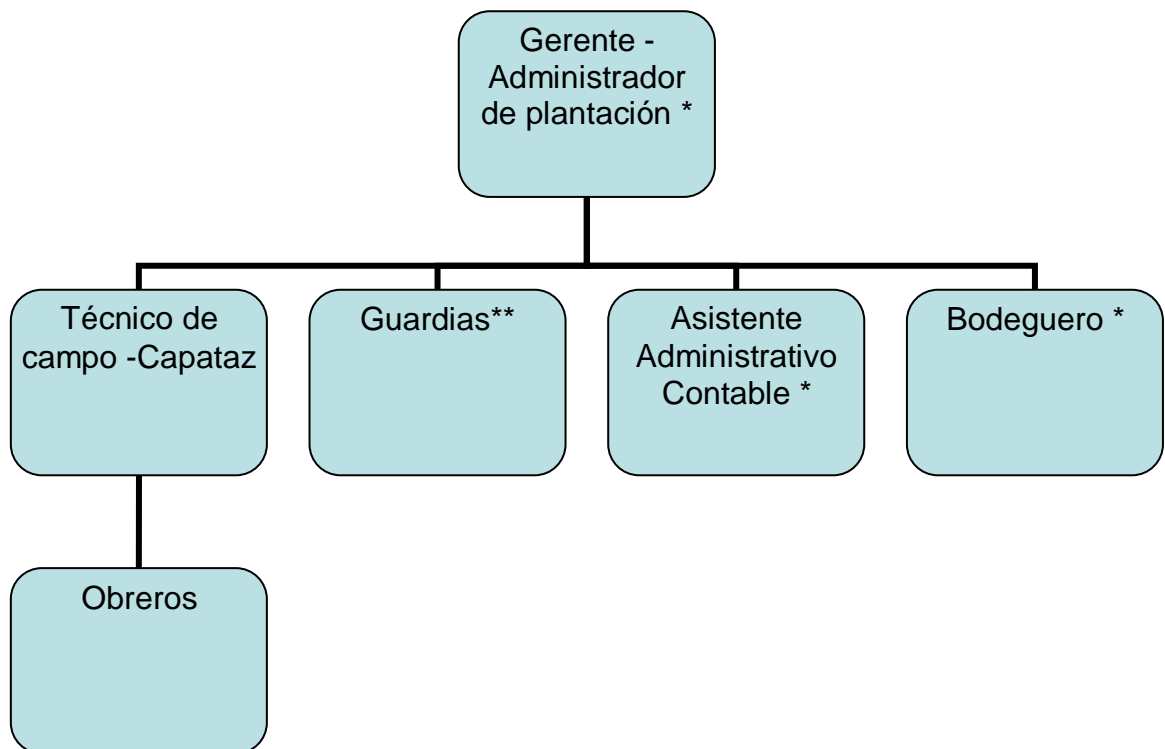 Gerente -
Administrador
de plantación *
Técnico de
campo -Capataz
Guardias**
Asistente
Administrativo
Contable *
Bodeguero *
Obreros